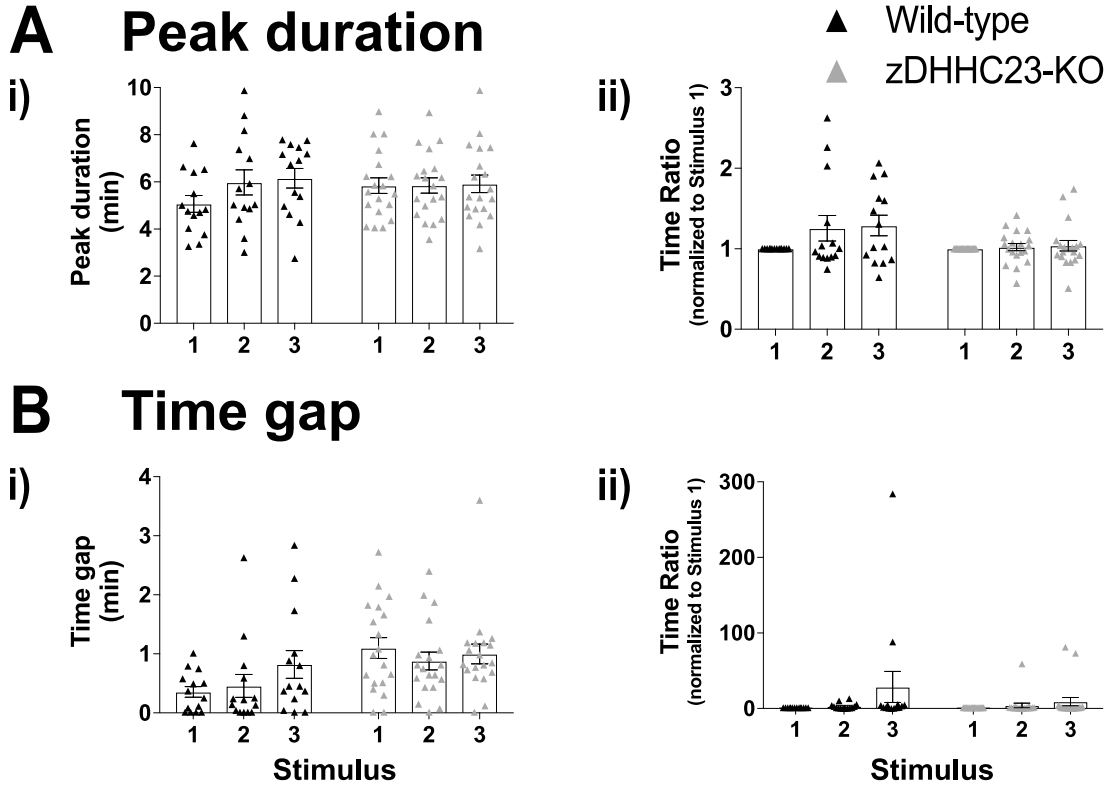 A Peak duration
Wild-type
zDHHC23-KO
i)
Peak duration
(min)
10
8
6
4
2
0
1 2 3 1 2 3
ii)
Time Ratio
(normalized to Stimulus 1)
3
2
1
0
1 2 3 1 2 3
B Time gap
i)
Time gap
(min)
4
3
2
1
0
1 2 3 1 2 3
Stimulus
ii)
Time Ratio
(normalized to Stimulus 1)
300
200
100
0
1 2 3 1 2 3
Stimulus